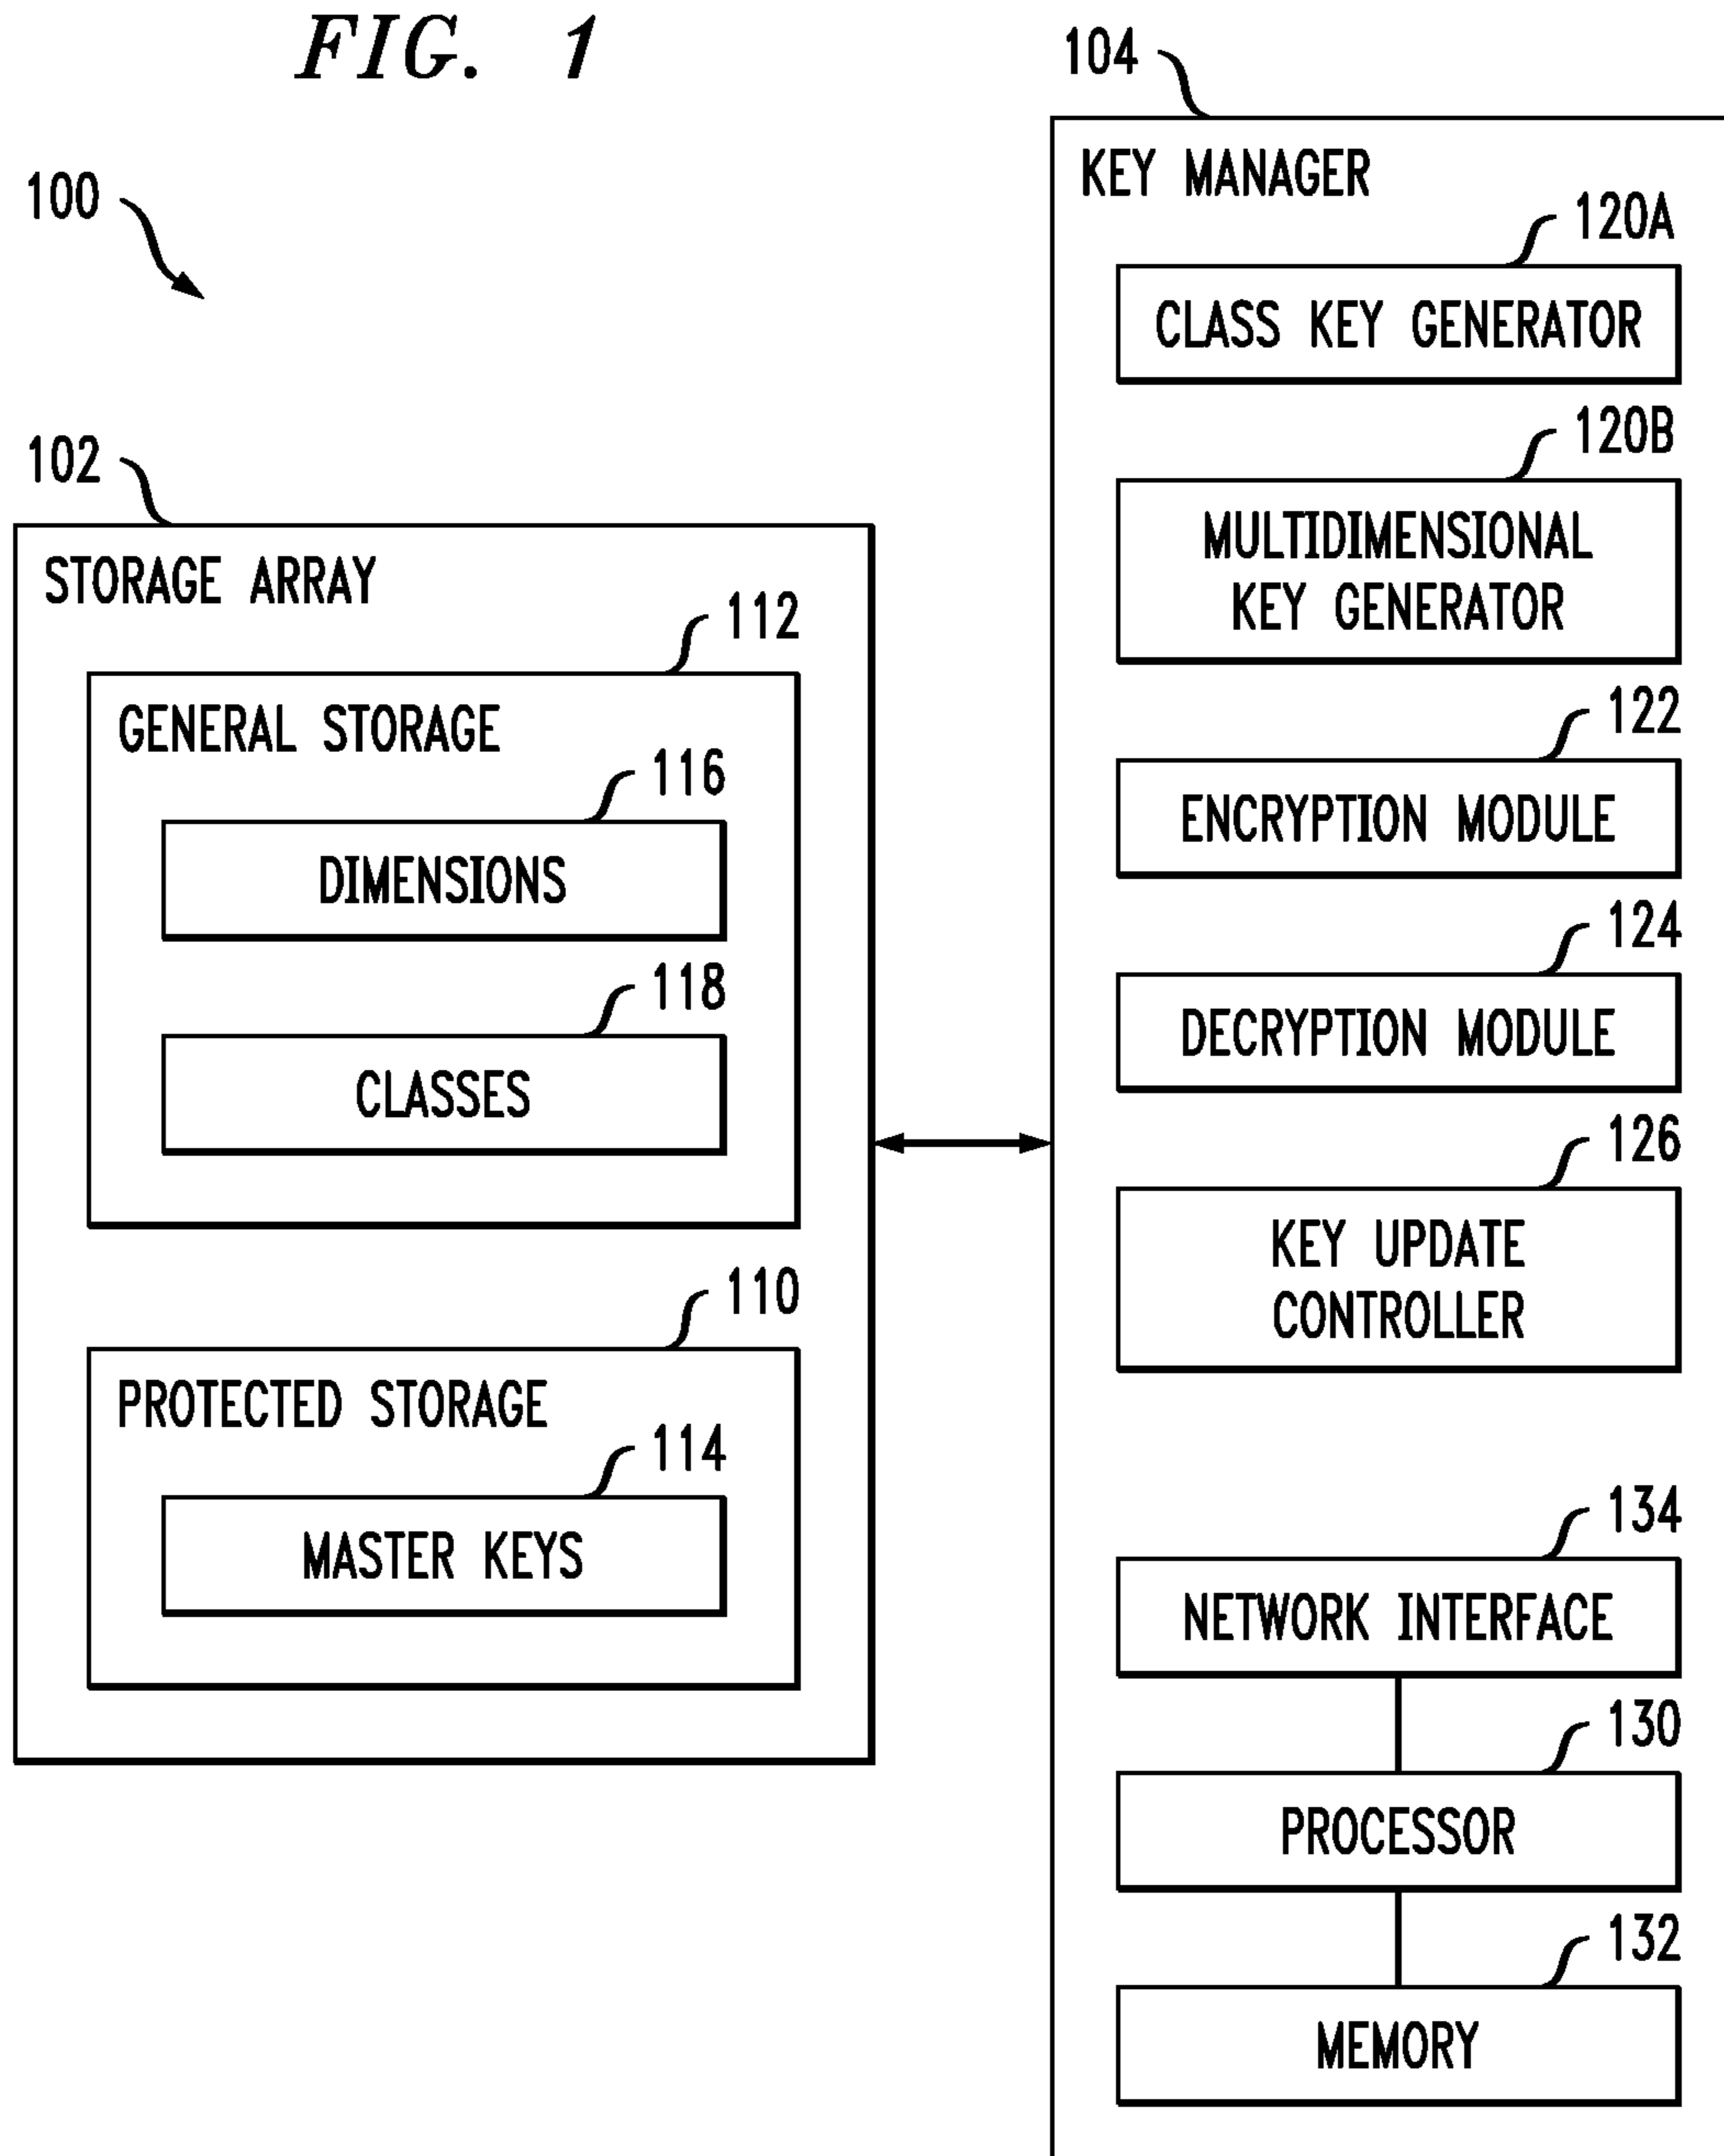 FIG. 1
100
102
STORAGE ARRAY
112
GENERAL STORAGE
116
DIMENSIONS
118
CLASSES
110
PROTECTED STORAGE
114
MASTER KEYS
104
KEY MANAGER
120A
CLASS KEY GENERATOR
120B
MULTIDIMENSIONAL
KEY GENERATOR
122
ENCRYPTION MODULE
124
DECRYPTION MODULE
126
KEY UPDATE
CONTROLLER
134
NETWORK INTERFACE
130
PROCESSOR
132
MEMORY